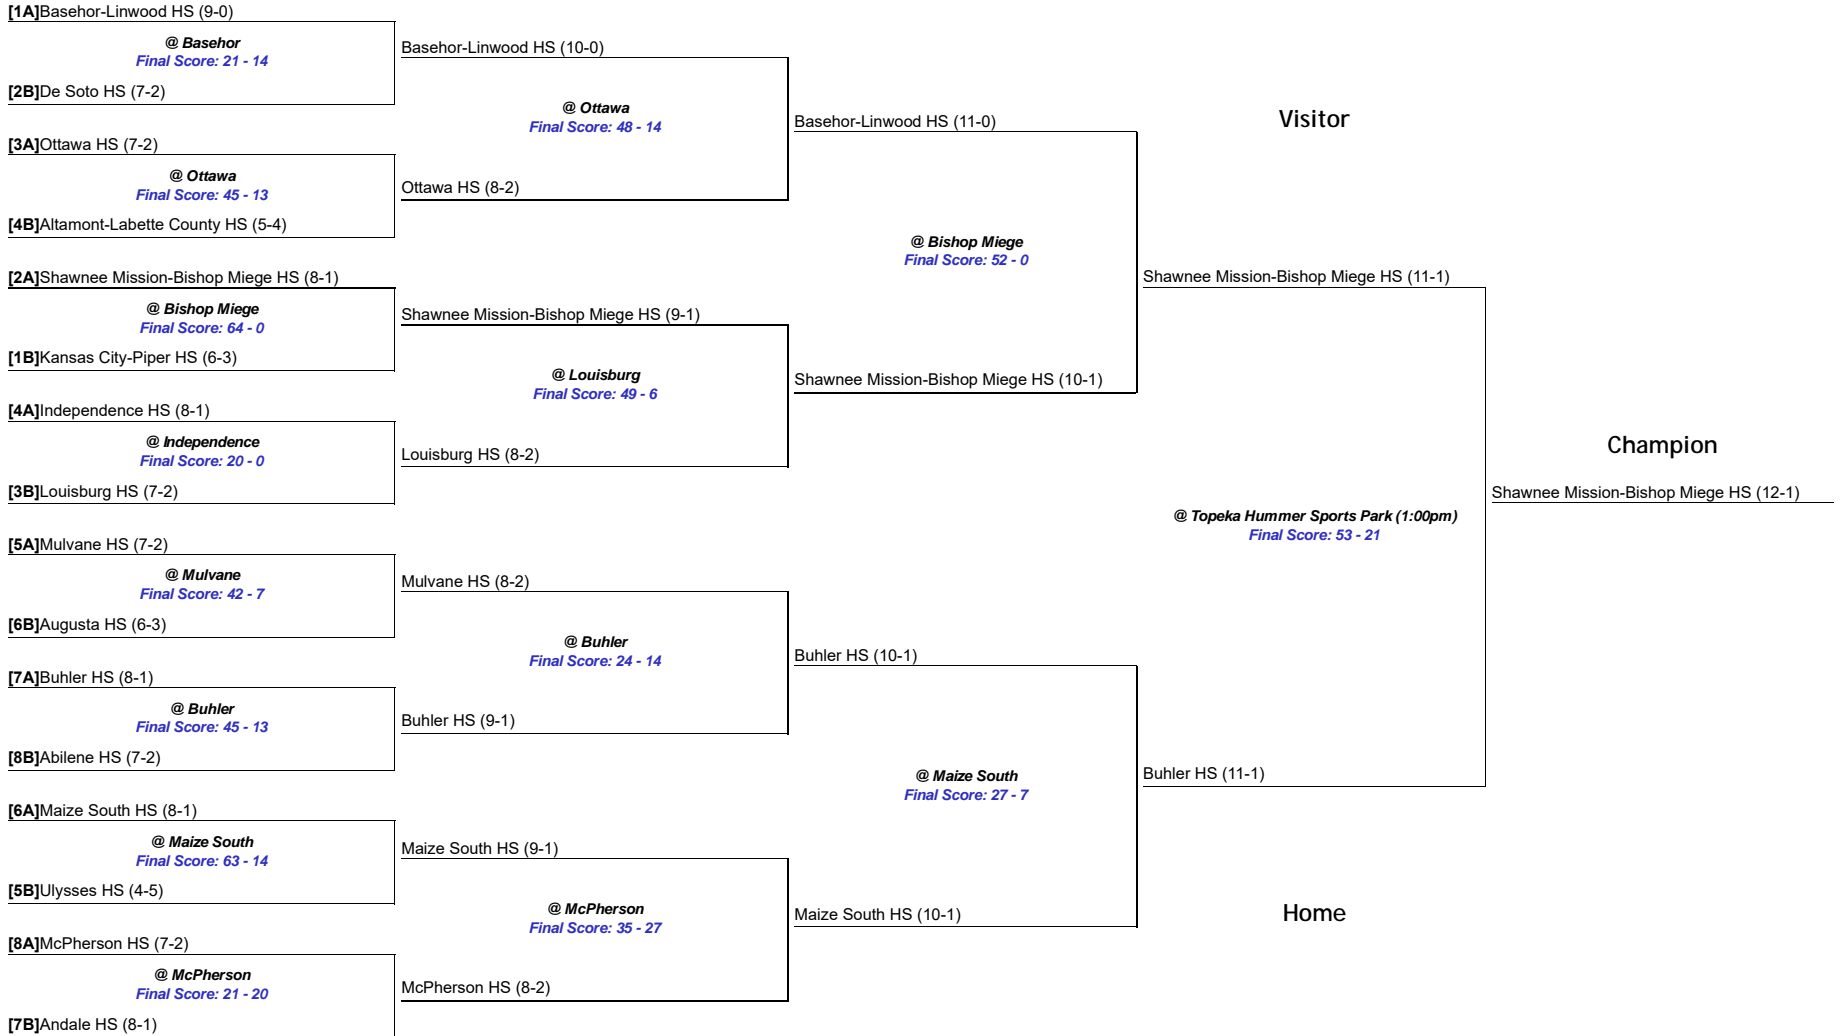 [1A]Basehor-Linwood HS (9-0)
@ Basehor
Final Score: 21 - 14
[2B]De Soto HS (7-2)
[3A]Ottawa HS (7-2)
@ Ottawa
Final Score: 45 - 13
[4B]Altamont-Labette County HS (5-4)
[2A]Shawnee Mission-Bishop Miege HS (8-1)
@ Bishop Miege
Final Score: 64 - 0
[1B]Kansas City-Piper HS (6-3)
[4A]Independence HS (8-1)
@ Independence
Final Score: 20 - 0
[3B]Louisburg HS (7-2)
[5A]Mulvane HS (7-2)
@ Mulvane
Final Score: 42 - 7
[6B]Augusta HS (6-3)
[7A]Buhler HS (8-1)
@ Buhler
Final Score: 45 - 13
[8B]Abilene HS (7-2)
[6A]Maize South HS (8-1)
@ Maize South
Final Score: 63 - 14
[5B]Ulysses HS (4-5)
[8A]McPherson HS (7-2)
@ McPherson
Final Score: 21 - 20
[7B]Andale HS (8-1)
Basehor-Linwood HS (10-0)
@ Ottawa
Final Score: 48 - 14
Ottawa HS (8-2)
Shawnee Mission-Bishop Miege HS (9-1)
@ Louisburg
Final Score: 49 - 6
Louisburg HS (8-2)
Mulvane HS (8-2)
@ Buhler
Final Score: 24 - 14
Buhler HS (9-1)
Maize South HS (9-1)
@ McPherson
Final Score: 35 - 27
McPherson HS (8-2)
Basehor-Linwood HS (11-0)
@ Bishop Miege
Final Score: 52 - 0
Shawnee Mission-Bishop Miege HS (10-1)
Buhler HS (10-1)
@ Maize South
Final Score: 27 - 7
Maize South HS (10-1)
Visitor
Shawnee Mission-Bishop Miege HS (11-1)
@ Topeka Hummer Sports Park (1:00pm)
Final Score: 53 - 21
Buhler HS (11-1)
Home
Champion
Shawnee Mission-Bishop Miege HS (12-1)